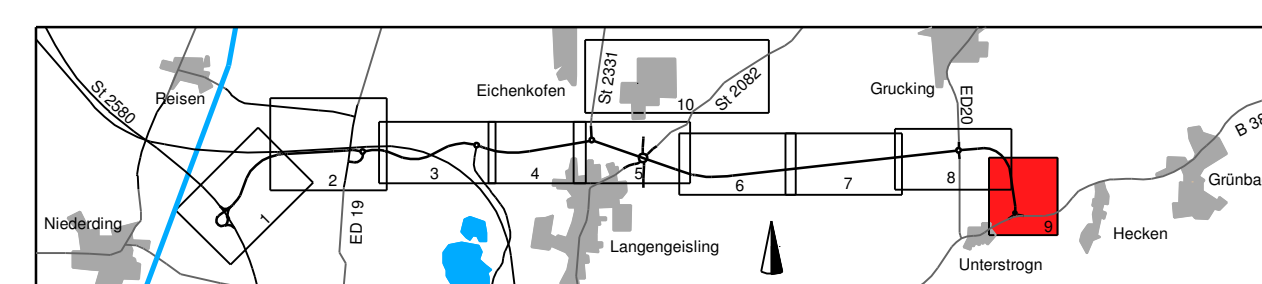 St 2580
Reisen
Eichenkofen
St 2331
10
St 2082
Grucking
ED20
B 38
1
2
ED 19
3
4
5
6
7
8
9
Niederding
Langengeisling
Unterstrogn
Hecken
Grünba